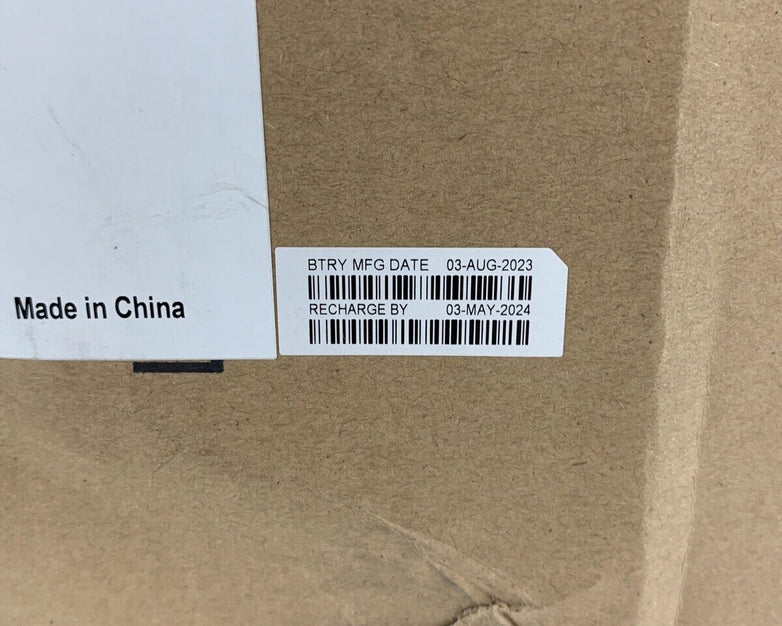 BTRY MFG DATE 03-AUG-2023
RECHARGE BY 03-MAY-2024
Made in China